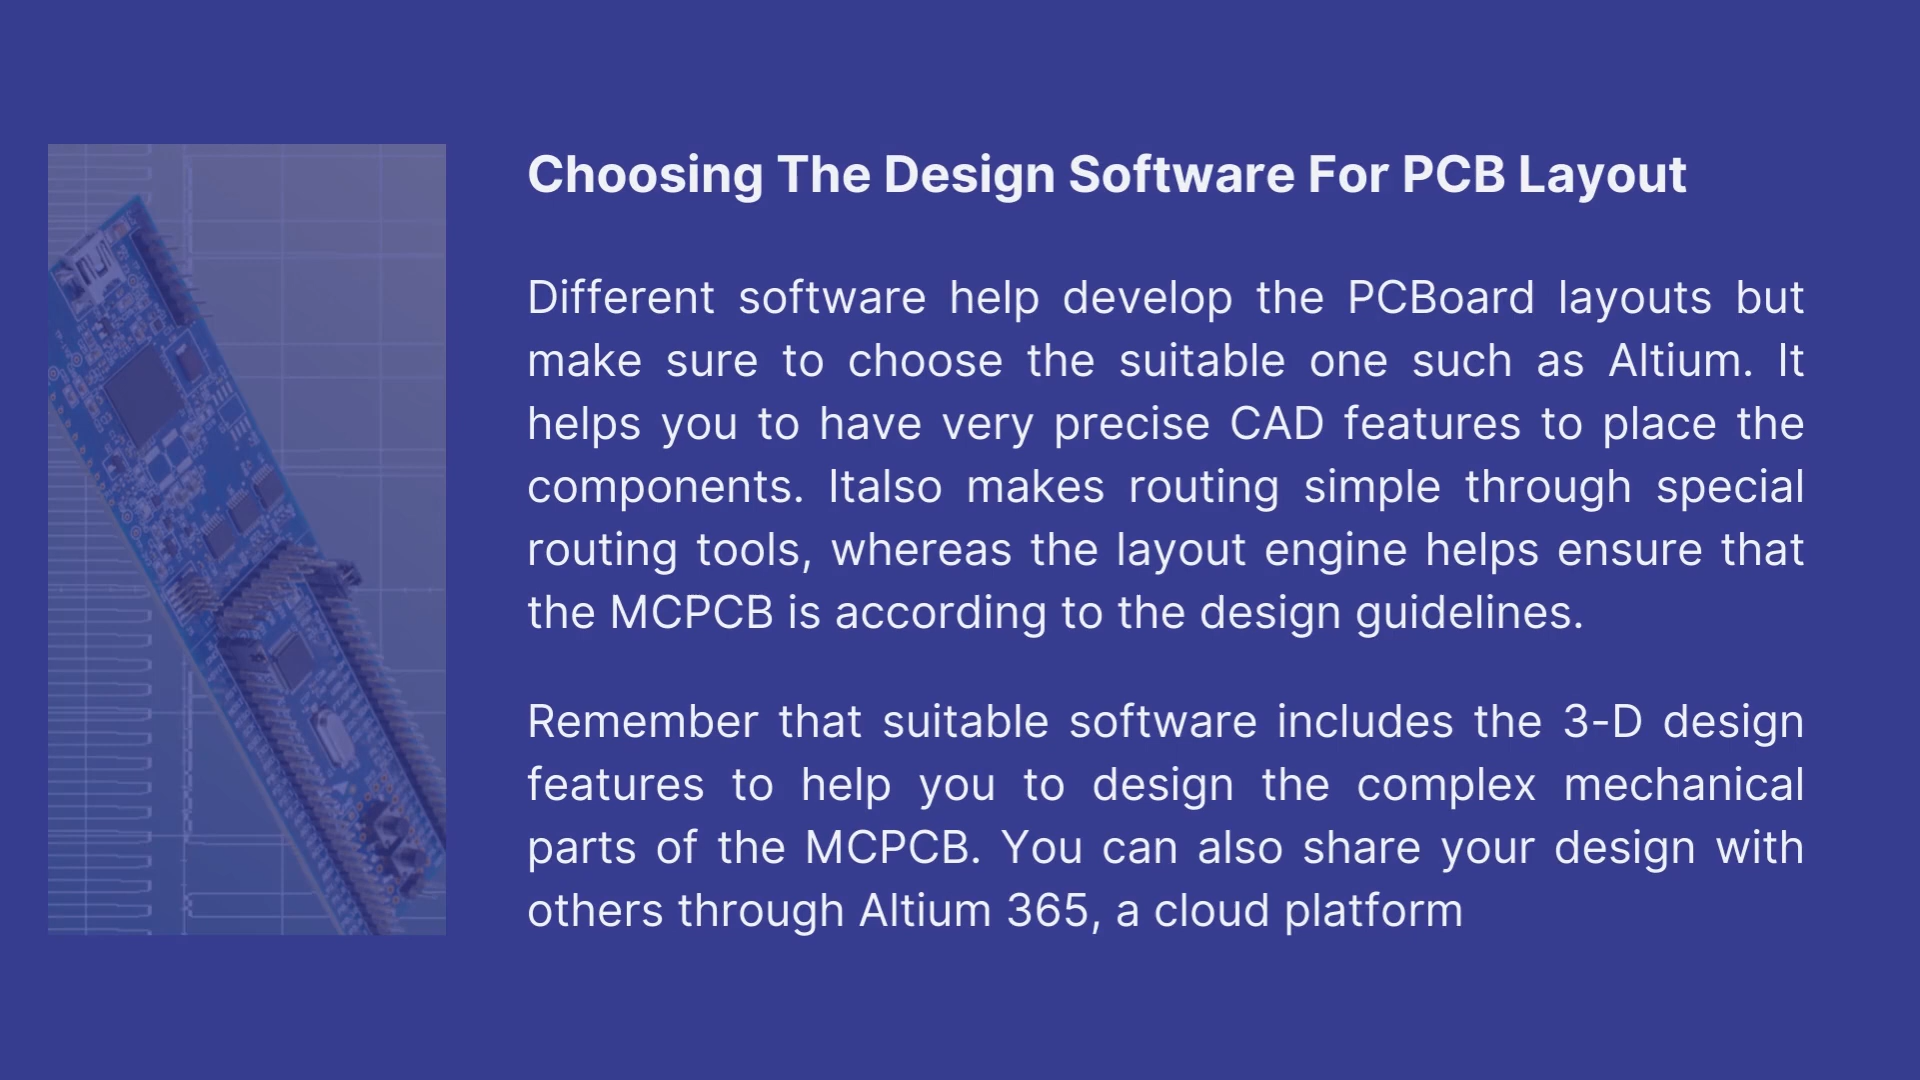 Choosing The Design Software For PCB Layout
Different software help develop the PCBoard layouts but
make sure to choose the suitable one such as Altium. It
helps you to have very precise CAD features to place the
components. Italso makes routing simple through special
routing tools, whereas the layout engine helps ensure that
the MCPCB is according to the design guidelines.
Remember that suitable software includes the 3-D design
features to help you to design the complex mechanical
parts of the MCPCB. You can also share your design with
others through Altium 365, a cloud platform